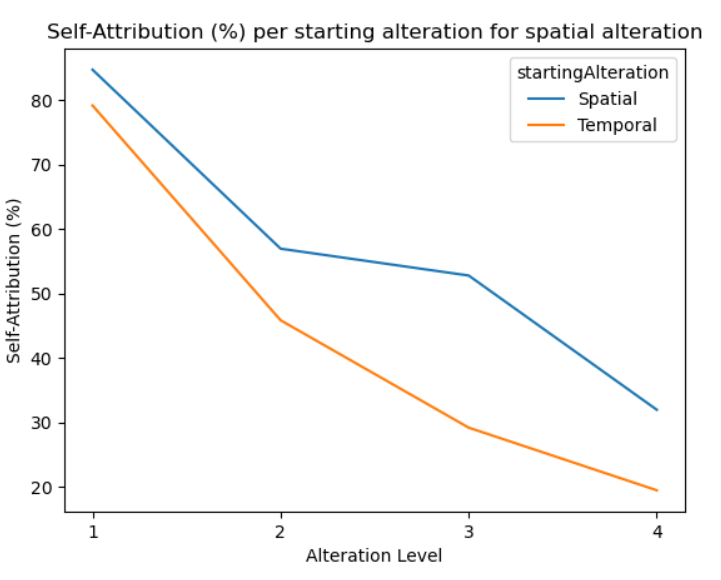 Self-Attribution (%) per starting alteration for spatial alteration
startingAlteration
Spatial
Temporal
Self-Attribution (%)
80
70
60
50
40
30
20
1 2 3 4
Alteration Level